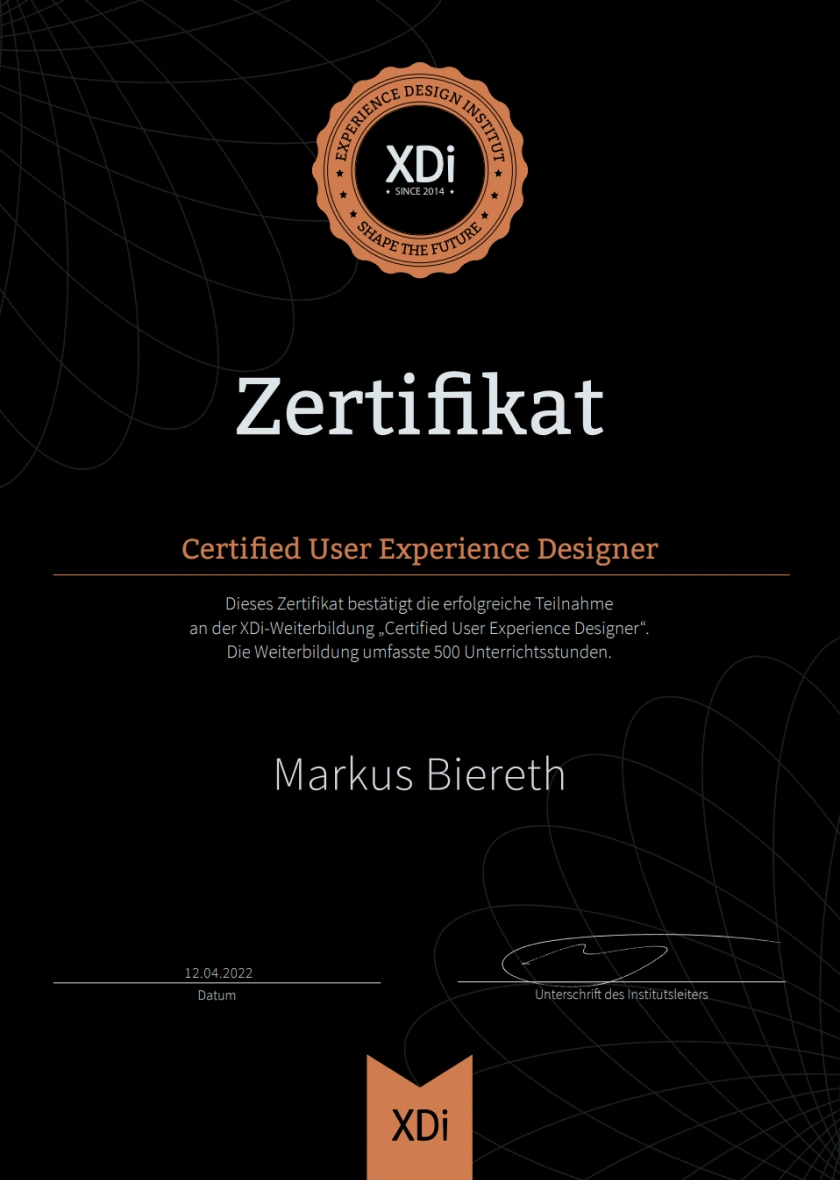 EXPERIENCE DESIGN INSTITUT
XDi
SINCE 2014
SHAPE THE FUTURE
Zertifikat
Certified User Experience Designer
Dieses Zertifikat bestätigt die erfolgreiche Teilnahme
an der XDi-Weiterbildung „Certified User Experience Designer“.
Die Weiterbildung umfasste 500 Unterrichtsstunden.
Markus Biereth
12.04.2022
Datum
Unterschrift des Institutsleiters
XDi